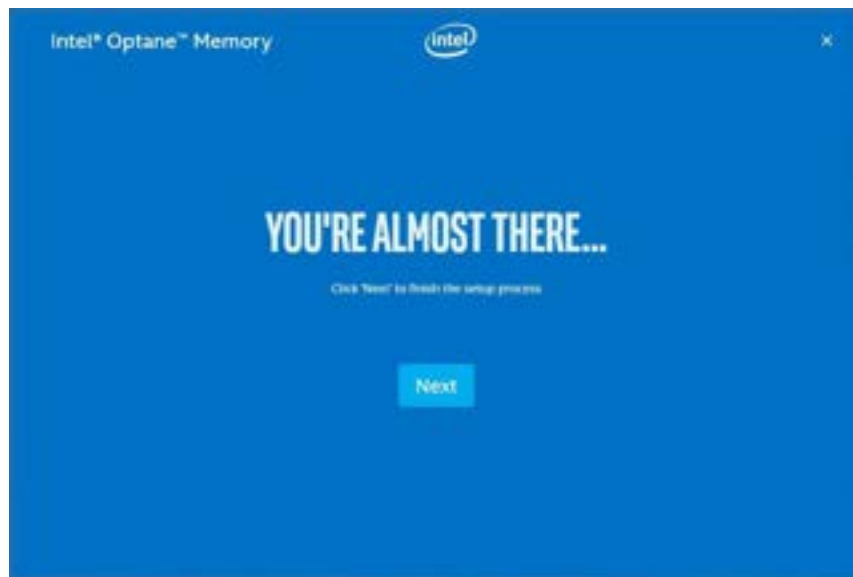 Intel® Optane™ Memory
intel
×
YOU'RE ALMOST THERE...
Click 'Next' to finish the setup process
Next